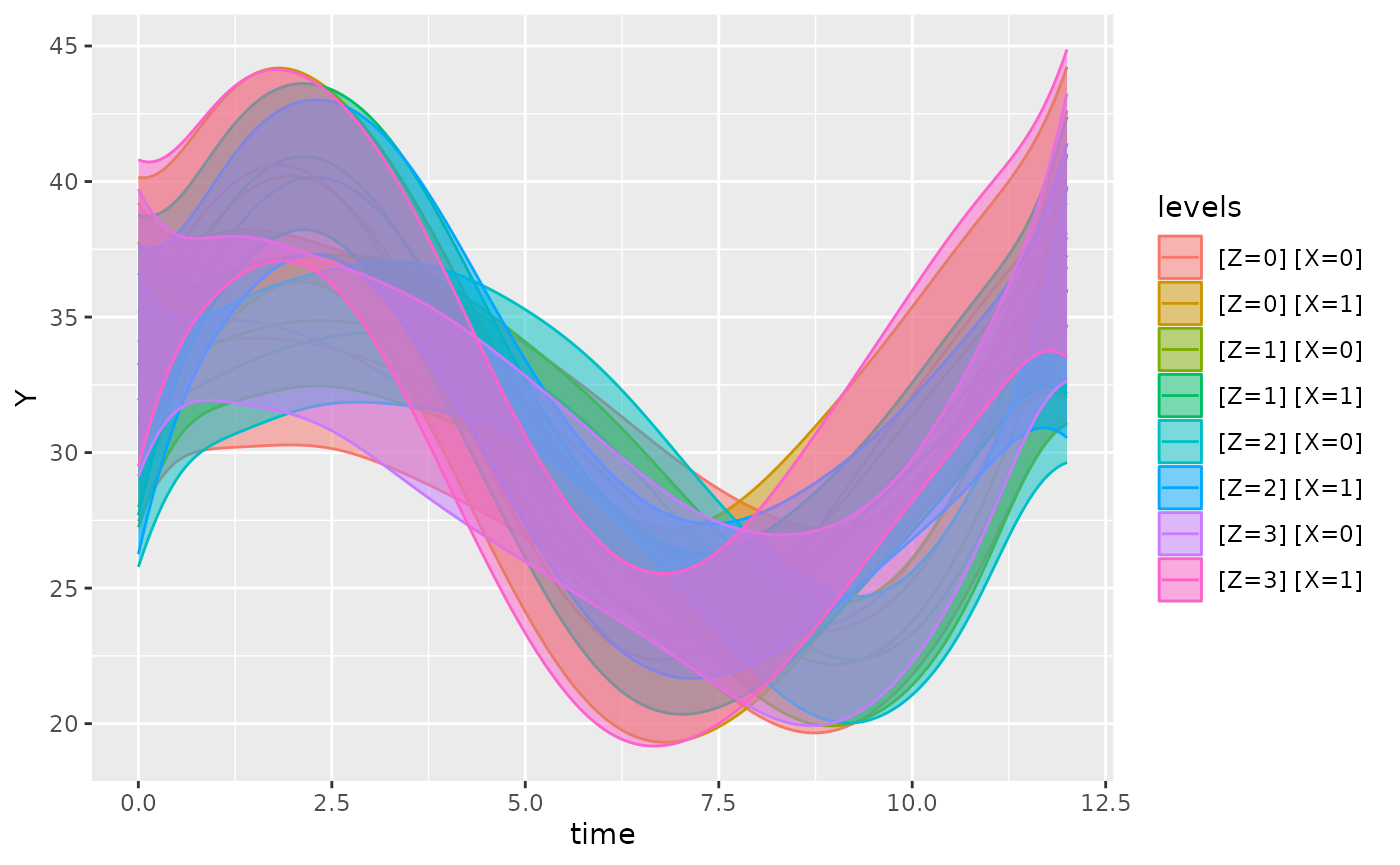 45
40
35
30
25
20
Y
0.0 2.5 5.0 7.5 10.0 12.5
time
levels
[Z=0] [X=0]
[Z=0] [X=1]
[Z=1] [X=0]
[Z=1] [X=1]
[Z=2] [X=0]
[Z=2] [X=1]
[Z=3] [X=0]
[Z=3] [X=1]